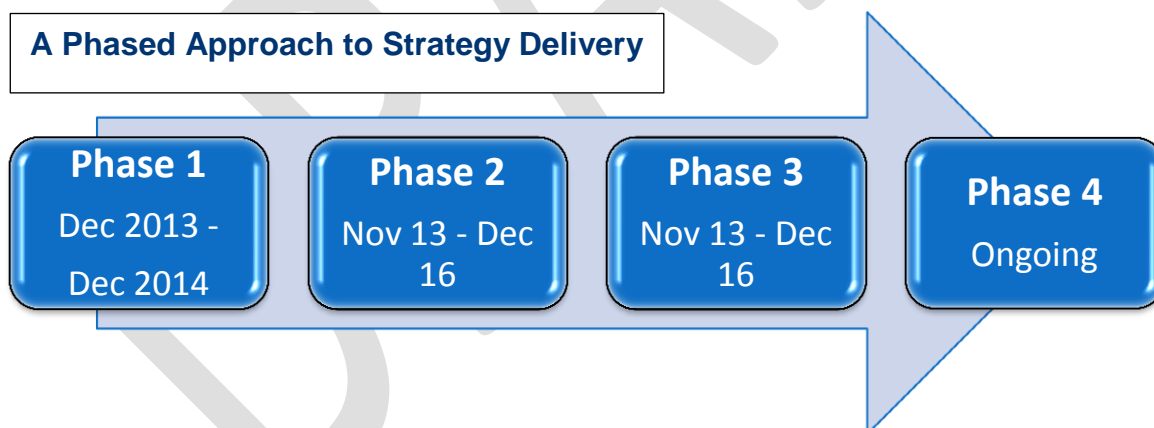 A Phased Approach to Strategy Delivery
Phase 1
Dec 2013 -
Dec 2014
Phase 2
Nov 13 - Dec
16
Phase 3
Nov 13 - Dec
16
Phase 4
Ongoing